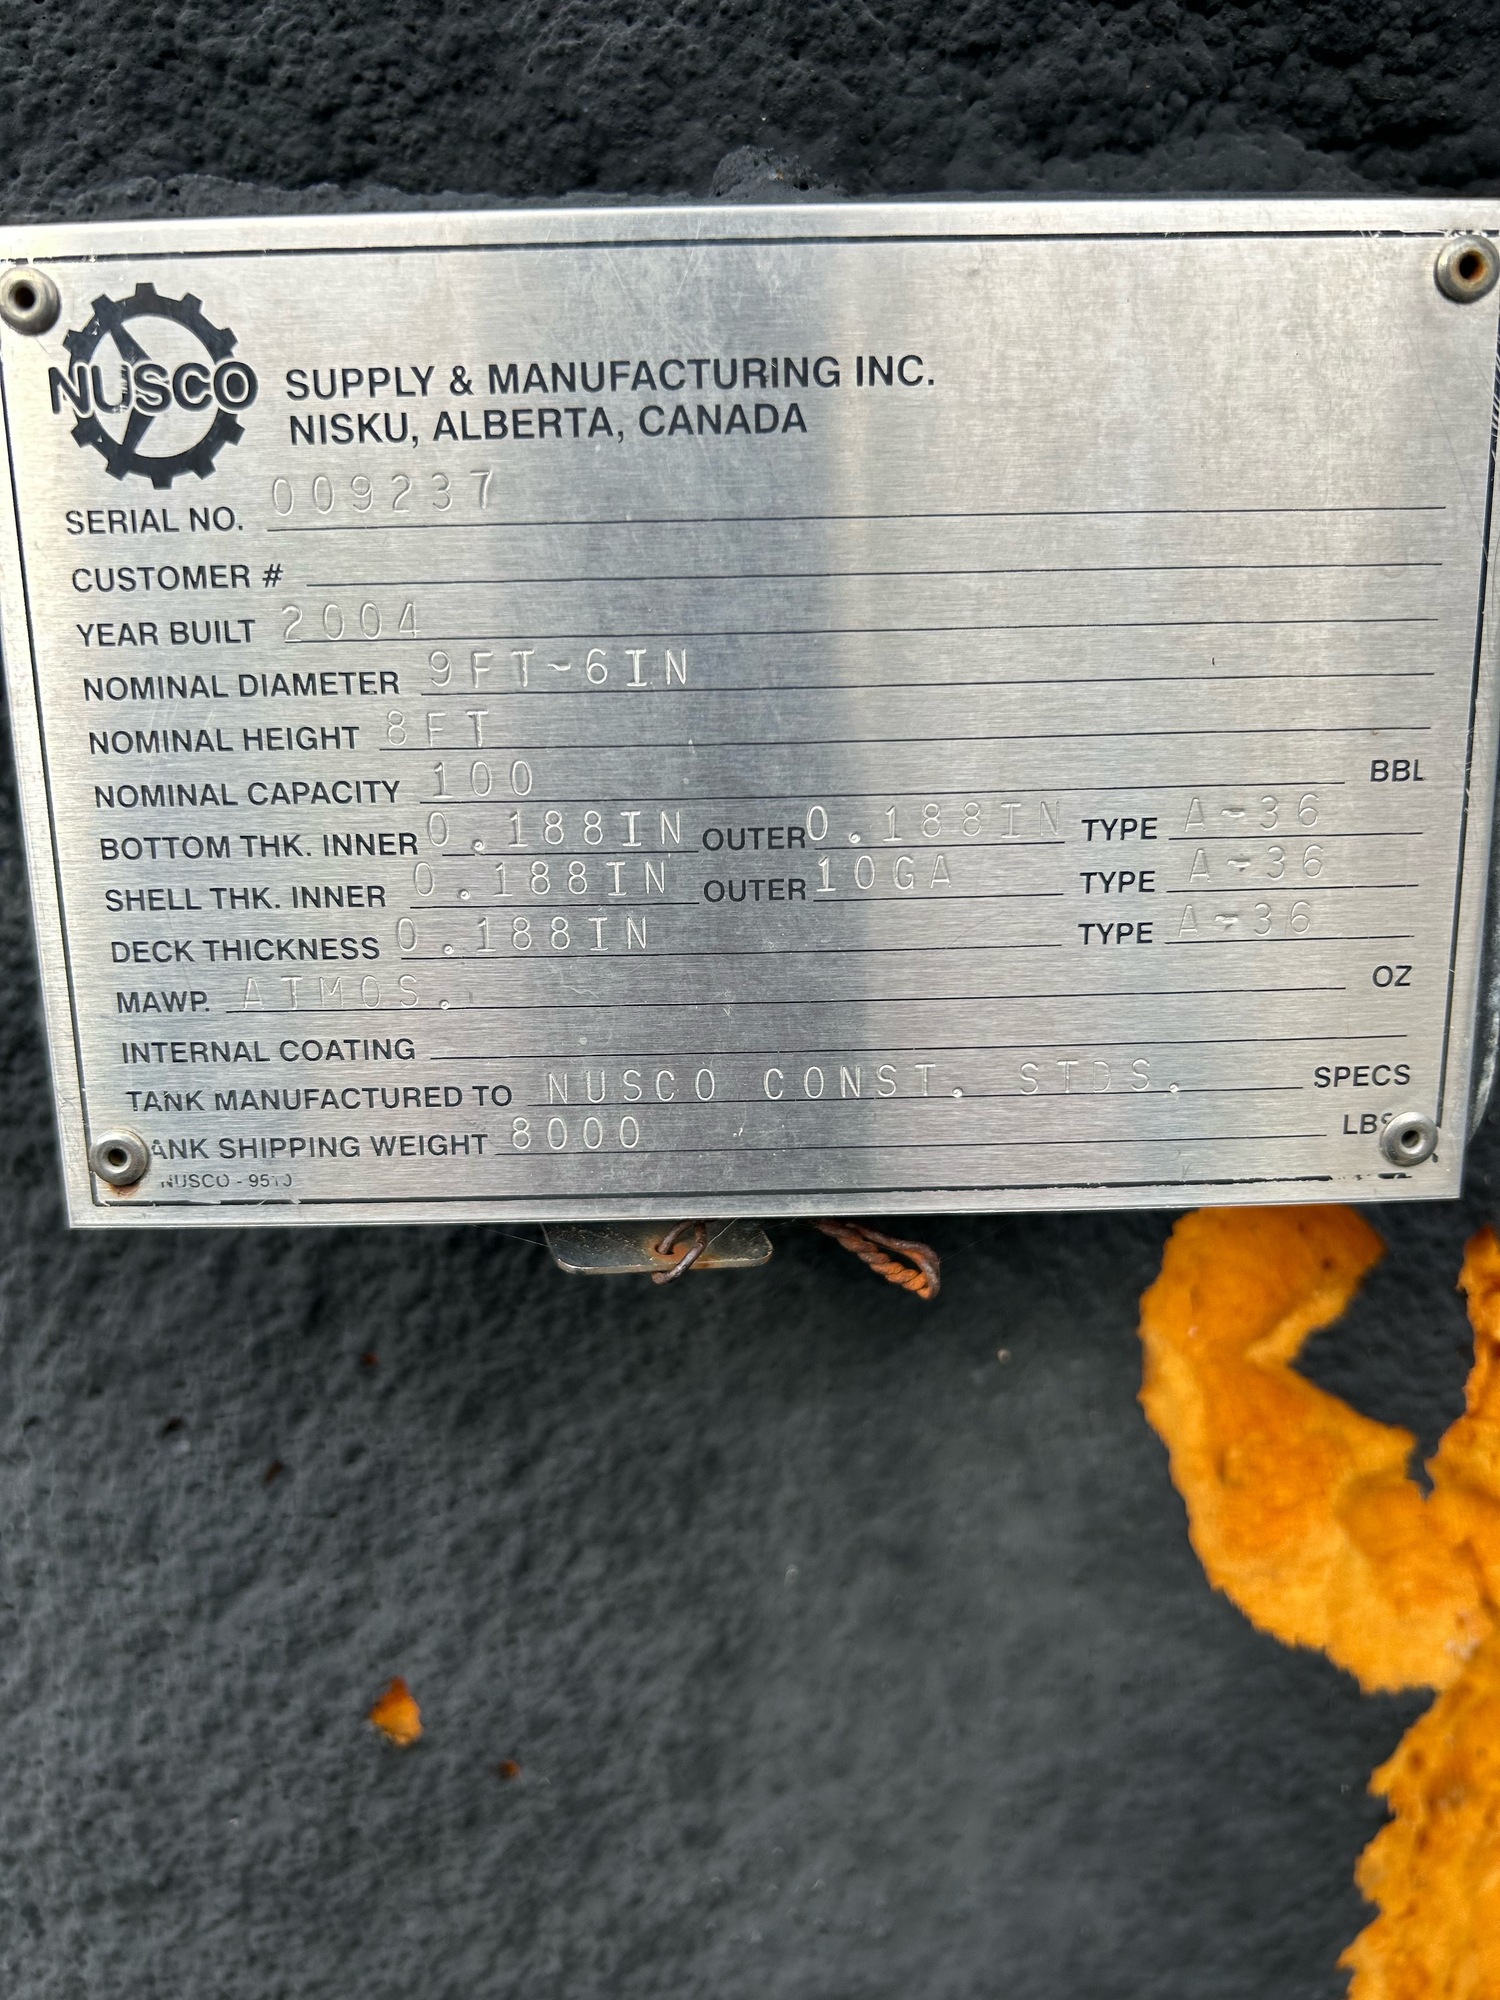 NUSCO SUPPLY & MANUFACTURING INC.
NISKU, ALBERTA, CANADA
SERIAL NO. 009237
CUSTOMER #
YEAR BUILT 2004
NOMINAL DIAMETER 9FT-6IN
NOMINAL HEIGHT 8FT
NOMINAL CAPACITY 100 BBL
BOTTOM THK. INNER 0.188IN OUTER 0.188IN TYPE A-36
SHELL THK. INNER 0.188IN OUTER 10GA TYPE A-36
DECK THICKNESS 0.188IN TYPE A-36
MAWP. ATMOS. OZ
INTERNAL COATING
TANK MANUFACTURED TO NUSCO CONST. STDS. SPECS
ANK SHIPPING WEIGHT 8000 LBS
NUSCO -